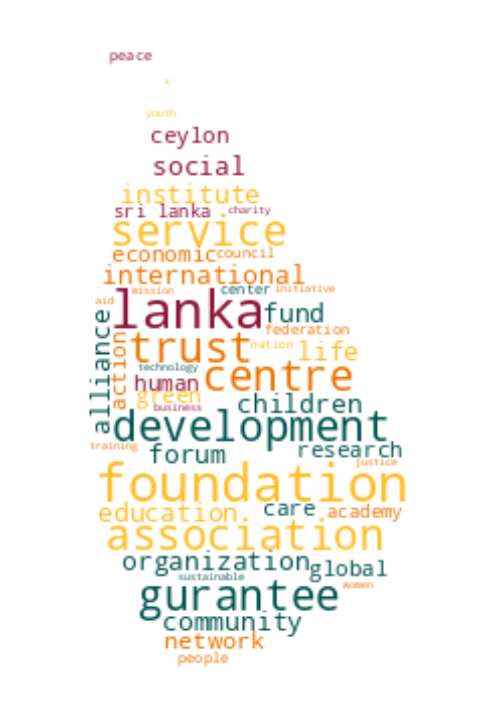 peace
youth
ceylon
social
institute
sri lanka . charity
service
economic council
international
center initiative
mission
aid
lanka fund
alliance
federation
trust nation life
action
technology
human centre
green
business children
development
training forum research
justice
foundation
education. care academy
association
organization global
sustainable
women
gurantee
community
network
people